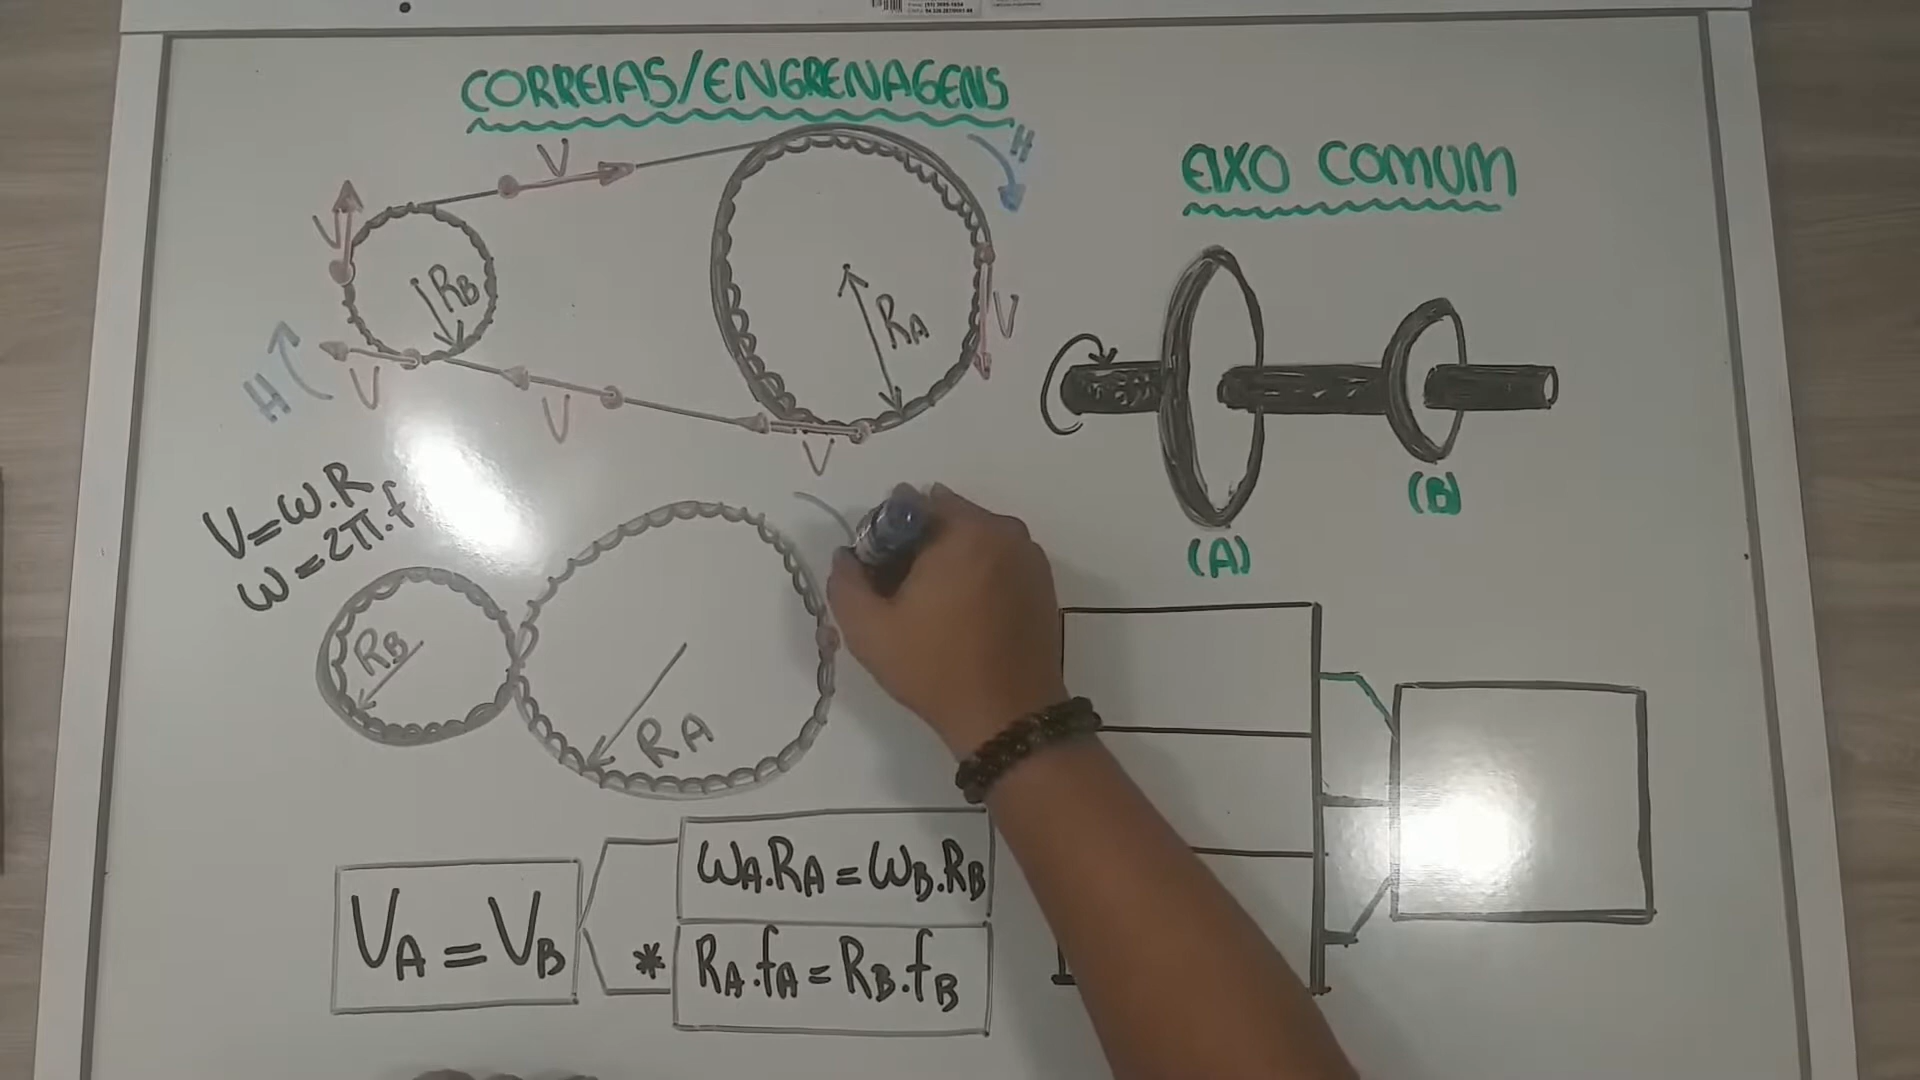 CORREIAS/ENGRENAGENS
H
V
V
RB
RA
V
H
V
V
V
EIXO COMUM
(B)
(A)
V=ω.R
ω=2π.f
RB
RA
VA=VB
ωA.RA=ωB.RB
* RA.fA=RB.fB